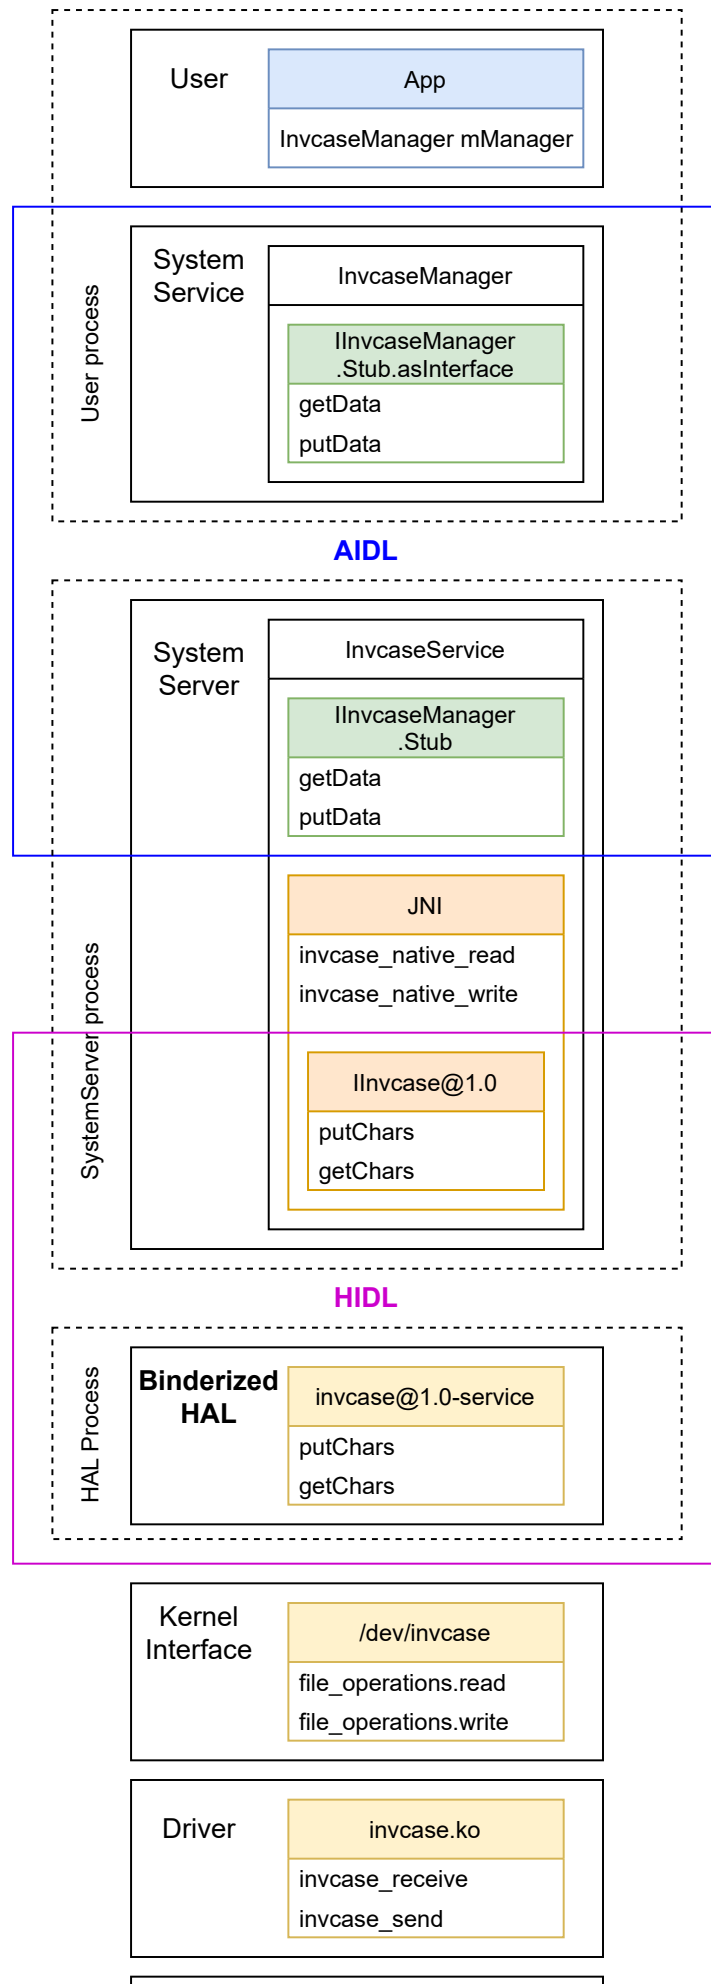 User
App
InvcaseManager mManager
User process
System
Service
InvcaseManager
IInvcaseManager
.Stub.asInterface
getData
putData
AIDL
SystemServer process
System
Server
InvcaseService
IInvcaseManager
.Stub
getData
putData
JNI
invcase_native_read
invcase_native_write
IInvcase@1.0
putChars
getChars
HIDL
HAL Process
Binderized
HAL
invcase@1.0-service
putChars
getChars
Kernel
Interface
/dev/invcase
file_operations.read
file_operations.write
Driver
invcase.ko
invcase_receive
invcase_send